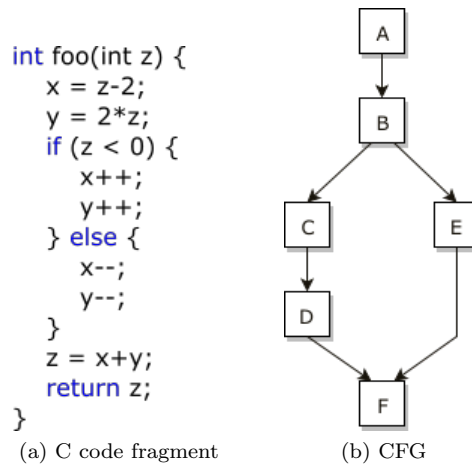 int foo(int z) {
x = z-2;
y = 2*z;
if (z < 0) {
x++;
y++;
} else {
x--;
y--;
}
z = x+y;
return z;
}
(a) C code fragment
A
B
C
E
D
F
(b) CFG